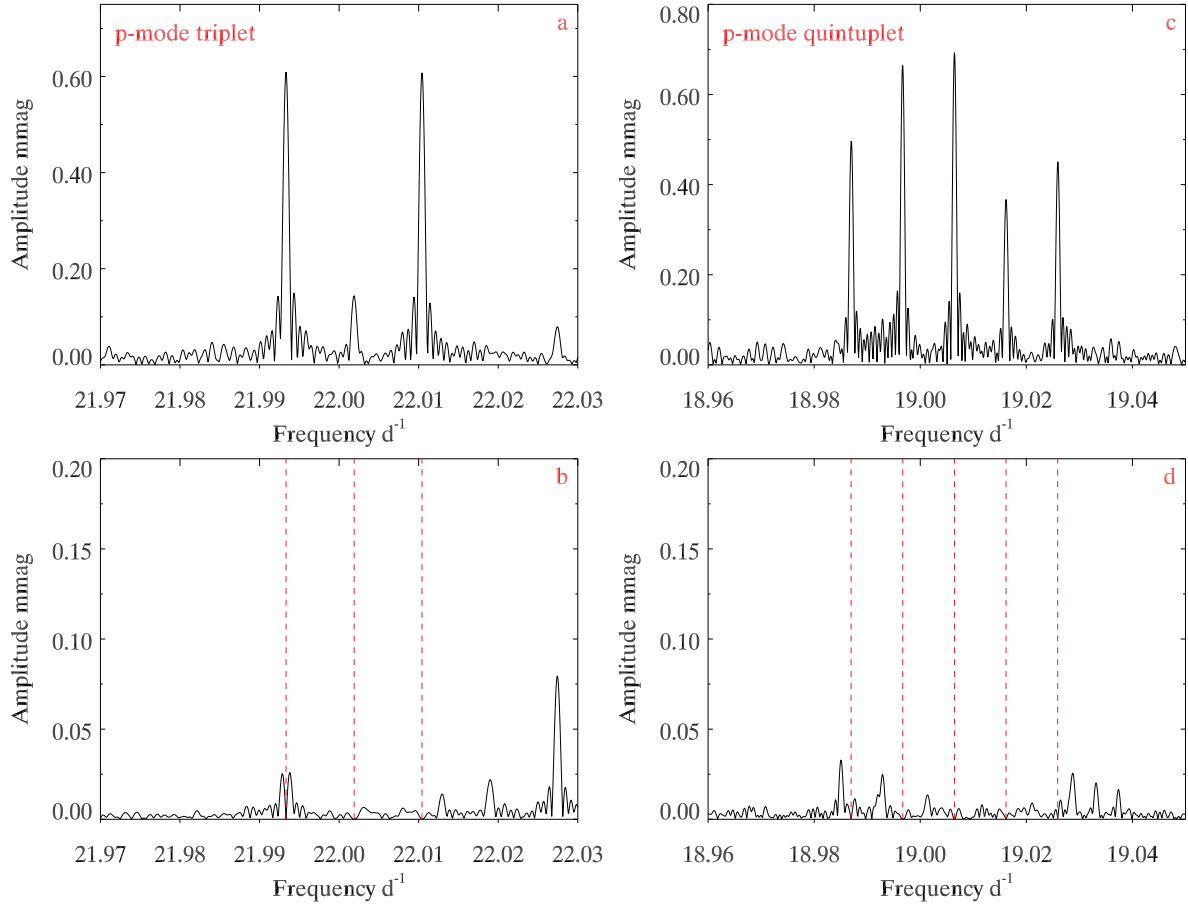 p-mode triplet
a
0.60
0.40
0.20
0.00
Amplitude mmag
21.97 21.98 21.99 22.00 22.01 22.02 22.03
Frequency d-1
p-mode quintuplet
c
0.80
0.60
0.40
0.20
0.00
Amplitude mmag
18.96 18.98 19.00 19.02 19.04
Frequency d-1
b
0.20
0.15
0.10
0.05
0.00
Amplitude mmag
21.97 21.98 21.99 22.00 22.01 22.02 22.03
Frequency d-1
d
0.20
0.15
0.10
0.05
0.00
Amplitude mmag
18.96 18.98 19.00 19.02 19.04
Frequency d-1